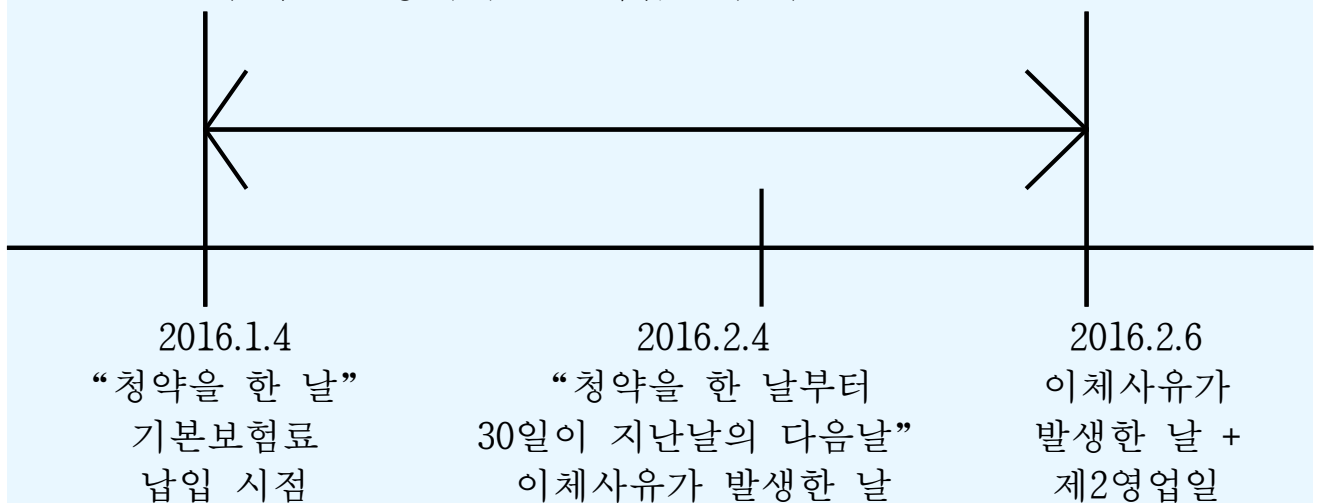 2016.1.4
“청약을 한 날”
기본보험료
납입 시점
2016.2.4
“청약을 한 날부터
30일이 지난날의 다음날”
이체사유가 발생한 날
2016.2.6
이체사유가
발생한 날 +
제2영업일